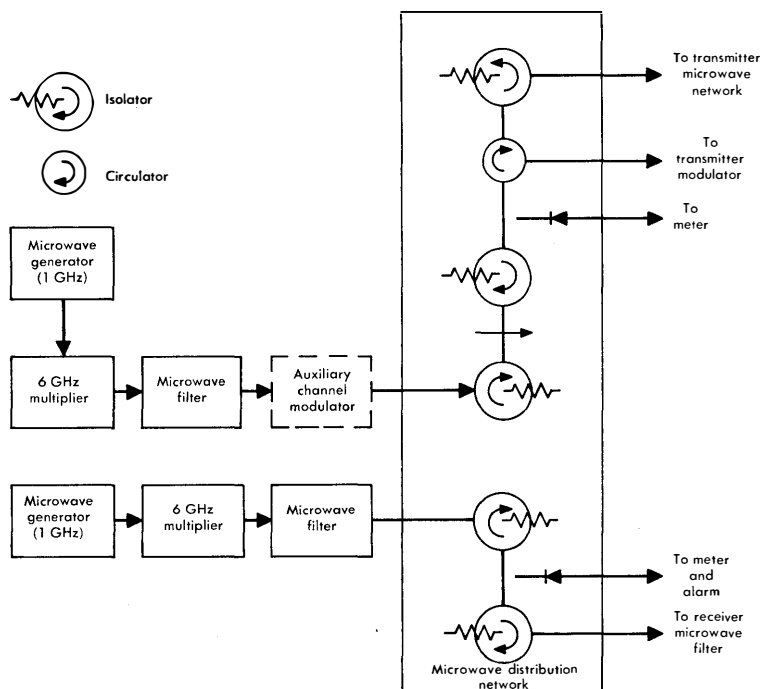 Isolator
Circulator
Microwave
generator
(1 GHz)
6 GHz
multiplier
Microwave
filter
Auxiliary
channel
modulator
Microwave
generator
(1 GHz)
6 GHz
multiplier
Microwave
filter
To transmitter
microwave
network
To
transmitter
modulator
To
meter
To meter
and
alarm
To receiver
microwave
filter
Microwave distribution
network